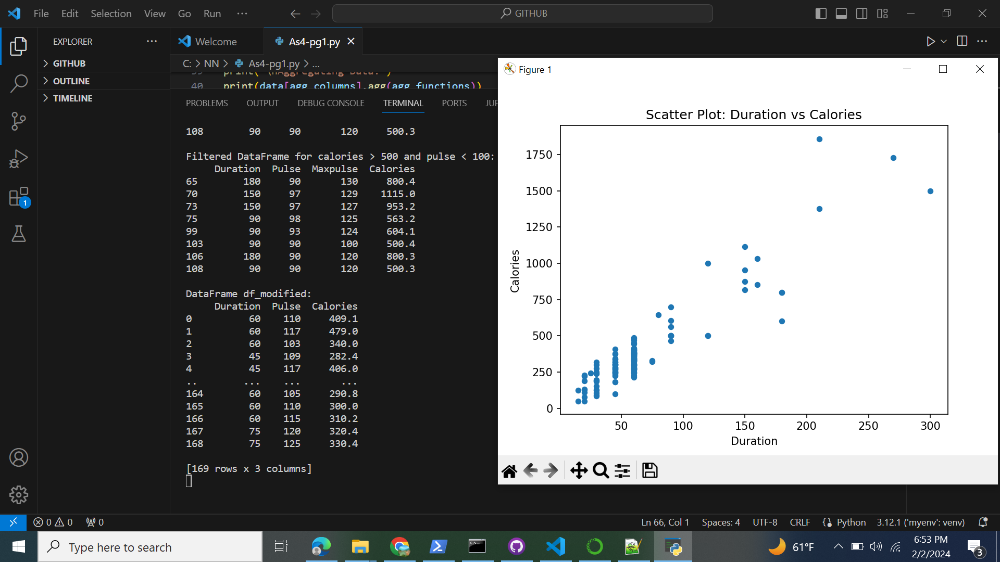 File Edit Selection View Go Run ...
GITHUB
EXPLORER
GITHUB
OUTLINE
TIMELINE
Welcome As4-pg1.py
C: > NN > As4-pg1.py > ...
39 print("\nAggregating Data:")
40 print(data[agg_columns].agg(agg_functions))
PROBLEMS OUTPUT DEBUG CONSOLE TERMINAL PORTS JUP
108 90 90 120 500.3
Filtered DataFrame for calories > 500 and pulse < 100:
Duration Pulse Maxpulse Calories
65 180 90 130 800.4
70 150 97 129 1115.0
73 150 97 127 953.2
75 90 98 125 563.2
99 90 93 124 604.1
103 90 90 100 500.4
106 180 90 120 800.3
108 90 90 120 500.3
DataFrame df_modified:
Duration Pulse Calories
0 60 110 409.1
1 60 117 479.0
2 60 103 340.0
3 45 109 282.4
4 45 117 406.0
.. ... ... ...
164 60 105 290.8
165 60 110 300.0
166 60 115 310.2
167 75 120 320.4
168 75 125 330.4
[169 rows x 3 columns]
Figure 1
Scatter Plot: Duration vs Calories
1750
1500
1250
1000
750
500
250
0
Calories
50 100 150 200 250 300
Duration
1
0 0 0
Ln 66, Col 1 Spaces: 4 UTF-8 CRLF Python 3.12.1 ('myenv': venv)
Type here to search
61°F
6:53 PM
2/2/2024
3